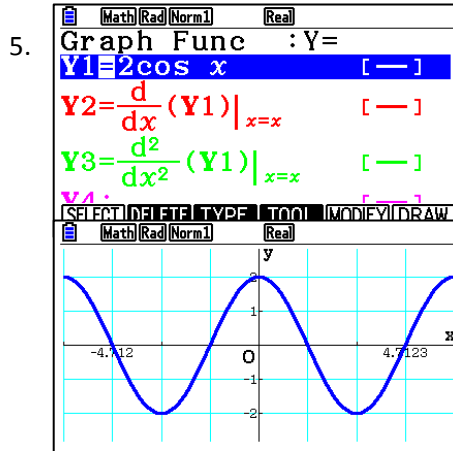 Math Rad Norm1 Real
5. Graph Func :Y=
Y1=2cos x [—]
Y2=d/dx(Y1)|x=x [—]
Y3=d²/dx²(Y1)|x=x [—]
Y4: [—]
SELECT DELETE TYPE TOOL MODIFY DRAW
Math Rad Norm1 Real
y
2
1
x
-4.712 O 4.7123
-1
-2